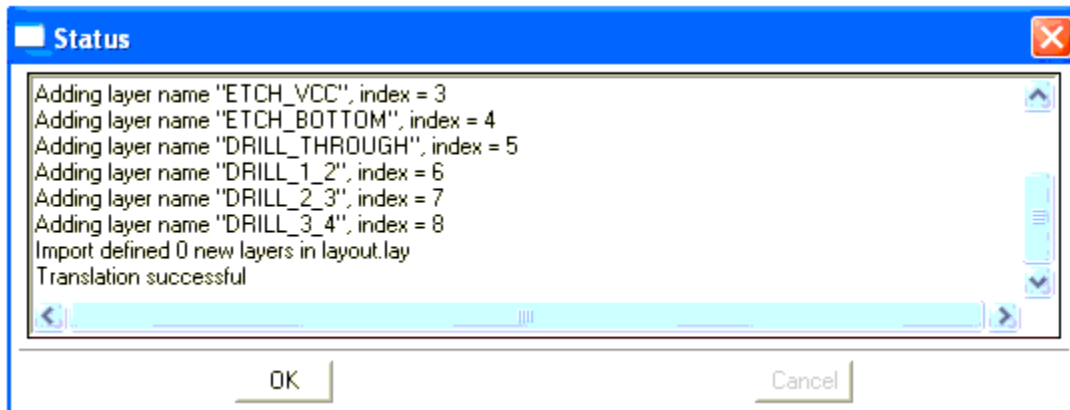 Status
Adding layer name "ETCH_VCC", index = 3
Adding layer name "ETCH_BOTTOM", index = 4
Adding layer name "DRILL_THROUGH", index = 5
Adding layer name "DRILL_1_2", index = 6
Adding layer name "DRILL_2_3", index = 7
Adding layer name "DRILL_3_4", index = 8
Import defined 0 new layers in layout.lay
Translation successful
OK Cancel